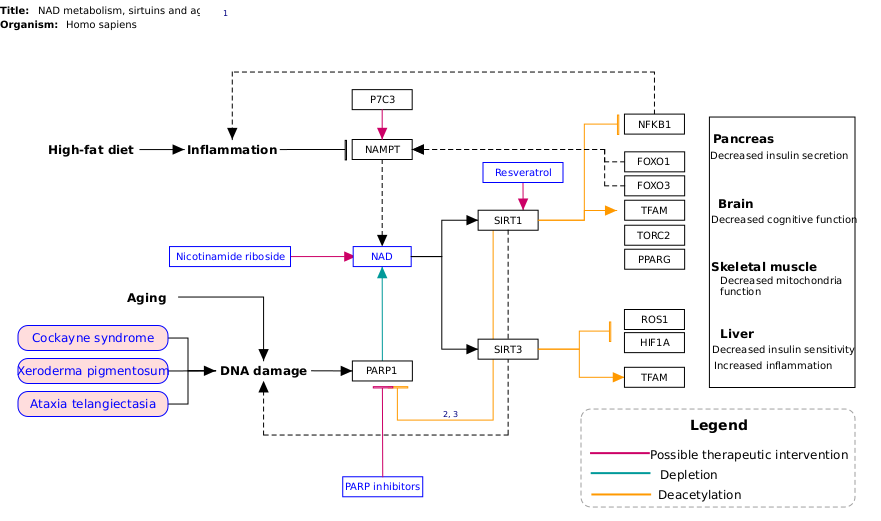 Title: NAD metabolism, sirtuins and ag
1
Organism: Homo sapiens
P7C3
NFKB1
High-fat diet
Inflammation
NAMPT
FOXO1
Resveratrol
FOXO3
SIRT1
TFAM
TORC2
Nicotinamide riboside
NAD
PPARG
Aging
ROS1
Cockayne syndrome
HIF1A
SIRT3
Xeroderma pigmentosum
DNA damage
PARP1
TFAM
Ataxia telangiectasia
2, 3
PARP inhibitors
Pancreas
Decreased insulin secretion
Brain
Decreased cognitive function
Skeletal muscle
Decreased mitochondria
function
Liver
Decreased insulin sensitivity
Increased inflammation
Legend
Possible therapeutic intervention
Depletion
Deacetylation